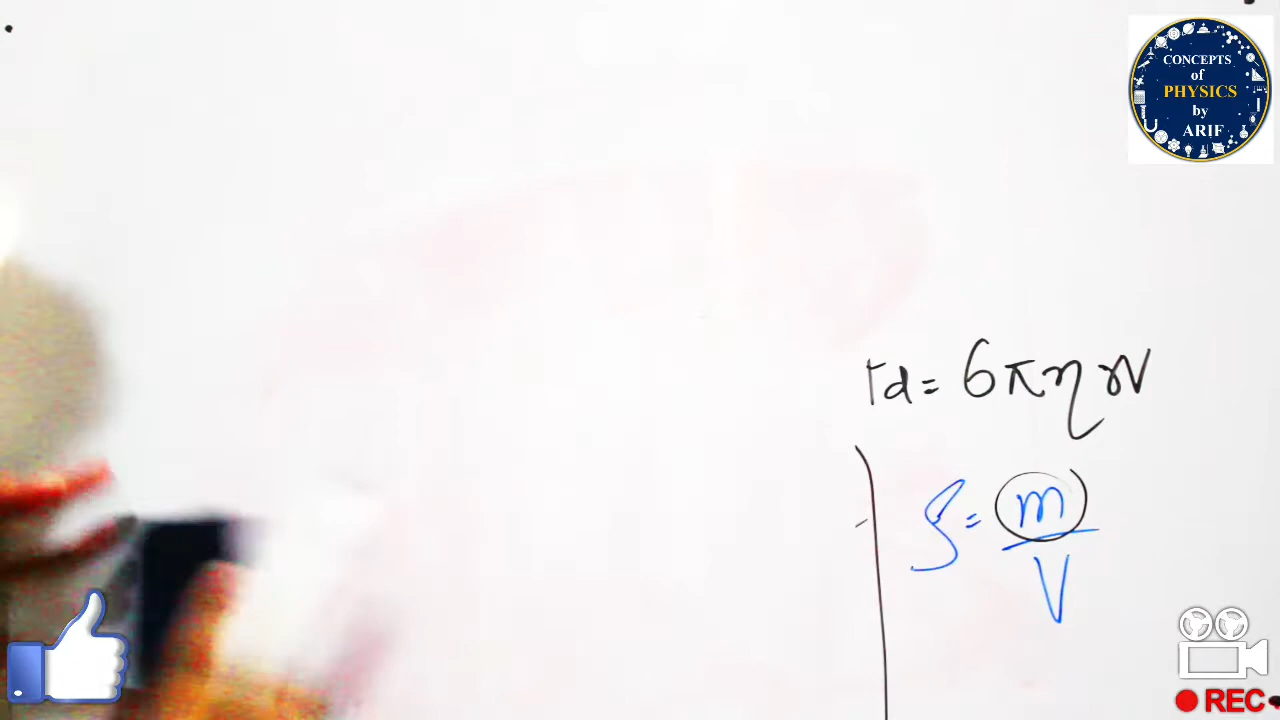 CONCEPTS
of
PHYSICS
by
ARIF
Fd = 6πηrv
ρ = m
V
REC